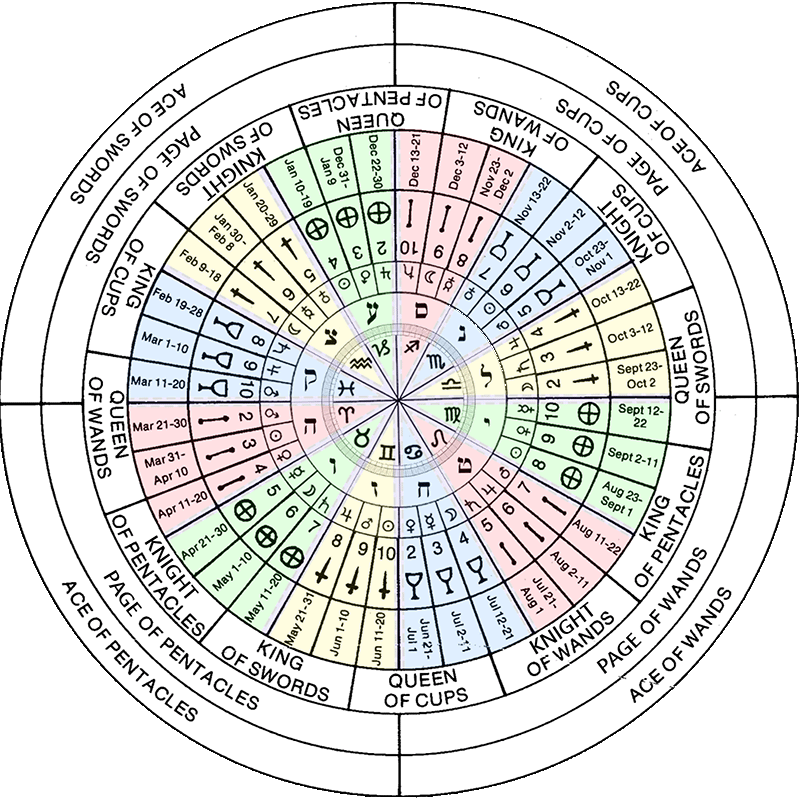 ACE OF SWORDS
ACE OF CUPS
ACE OF WANDS
ACE OF PENTACLES
PAGE OF SWORDS
PAGE OF CUPS
PAGE OF WANDS
PAGE OF PENTACLES
QUEEN
OF PENTACLES
KING
OF WANDS
KNIGHT
OF CUPS
QUEEN
OF SWORDS
KING
OF PENTACLES
KNIGHT
OF WANDS
QUEEN
OF CUPS
KING
OF SWORDS
KNIGHT
OF PENTACLES
QUEEN
OF WANDS
KING
OF CUPS
KNIGHT
OF SWORDS
Dec 22-30
Dec 13-21
Dec 3-12
Nov 23-
Dec 2
Nov 13-22
Nov 2-12
Oct 23-
Nov 1
Oct 13-22
Oct 3-12
Sept 23-
Oct 2
Sept 12-
22
Sept 2-11
Aug 23-
Sept 1
Aug 11-22
Aug 2-11
Jul 21-
Aug 1
Jul 12-21
Jul 2-11
Jun 21-
Jul 1
Jun 11-20
Jun 1-10
May 21-31
May 11-20
May 1-10
Apr 21-30
Apr 11-20
Mar 31-
Apr 10
Mar 21-30
Mar 11-20
Mar 1-10
Feb 19-28
Feb 9-18
Jan 30-
Feb 8
Jan 20-29
Jan 10-19
Dec 31-
Jan 9
2
10
9
8
7
6
5
4
3
2
10
9
8
7
6
5
4
3
2
10
9
8
7
6
5
4
3
2
10
9
8
7
6
5
4
3
ע
ס
נ
ל
י
ט
ח
ז
ו
ה
ק
צ